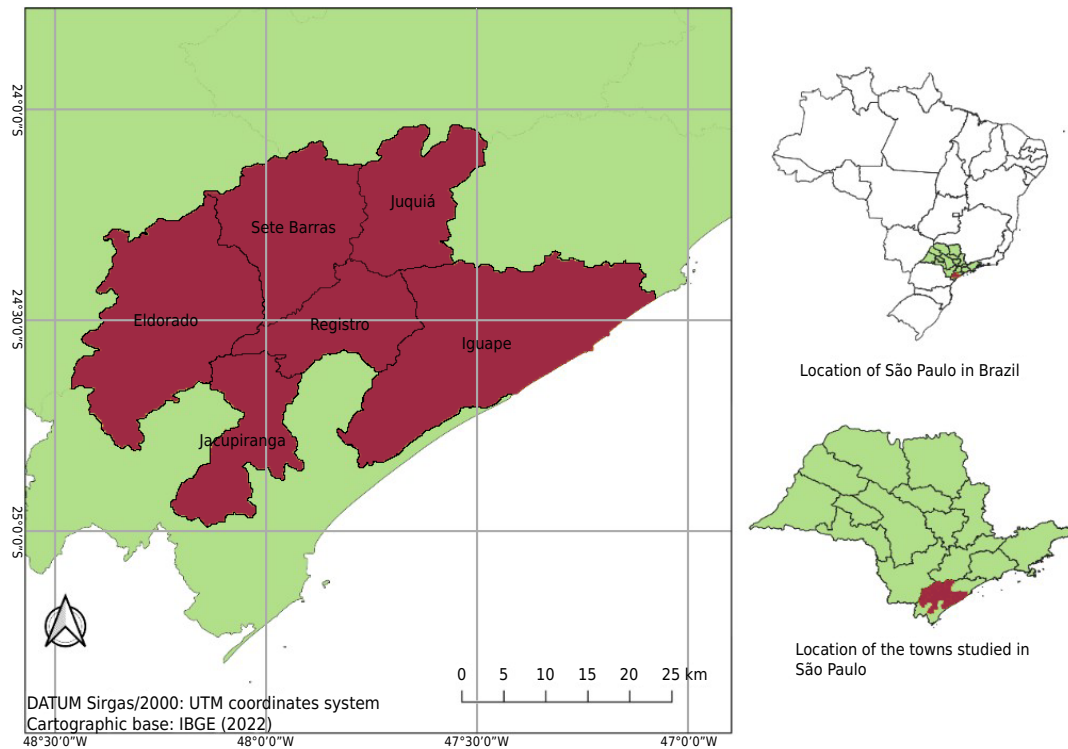 24°0'0"S
24°30'0"S
25°0'0"S
Juquiá
Sete Barras
Eldorado
Registro
Iguape
Jacupiranga
0 5 10 15 20 25 km
DATUM Sirgas/2000: UTM coordinates system
Cartographic base: IBGE (2022)
48°30'0"W 48°0'0"W 47°30'0"W 47°0'0"W
Location of São Paulo in Brazil
Location of the towns studied in
São Paulo